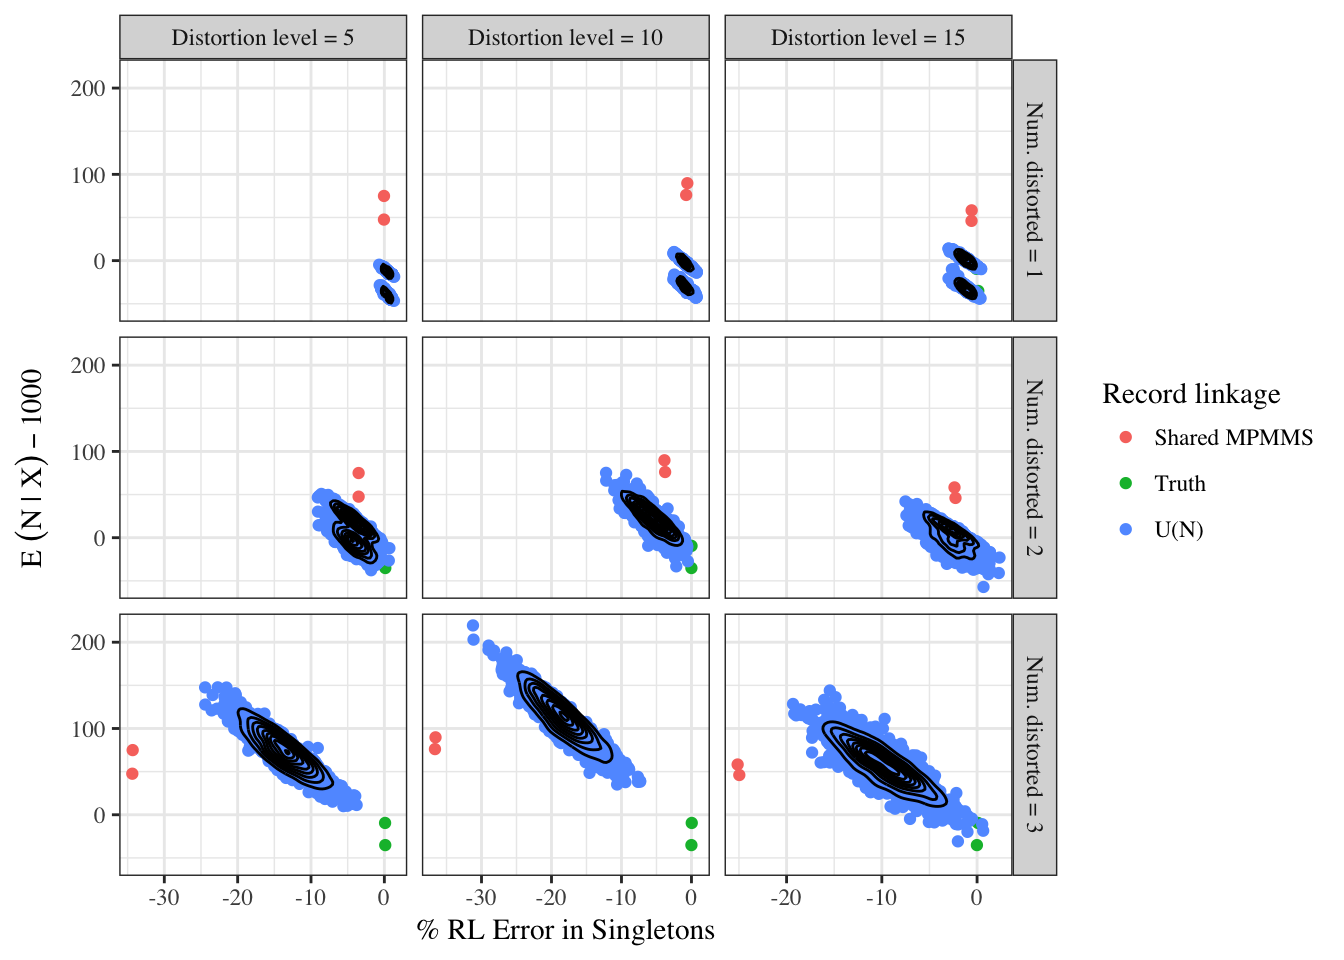 Distortion level = 5
Distortion level = 10
Distortion level = 15
200
100
0
Num. distorted = 1
200
100
0
Num. distorted = 2
200
100
0
Num. distorted = 3
-30 -20 -10 0
-30 -20 -10 0
-20 -10 0
% RL Error in Singletons
E (N | X) − 1000
Record linkage
Shared MPMMS
Truth
U(N)